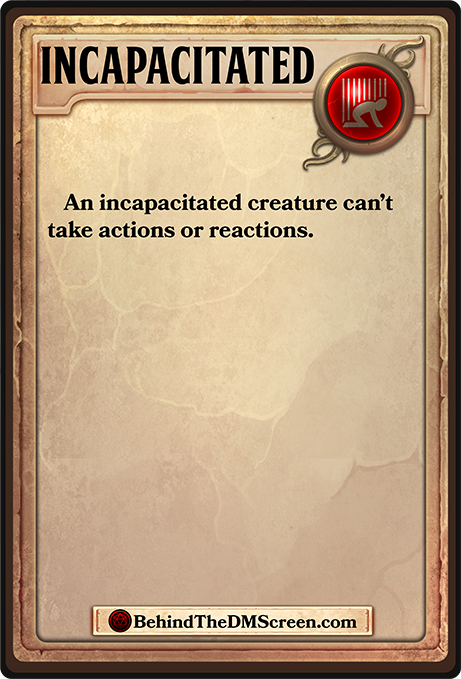 INCAPACITATED
An incapacitated creature can't
take actions or reactions.
BehindTheDMScreen.com